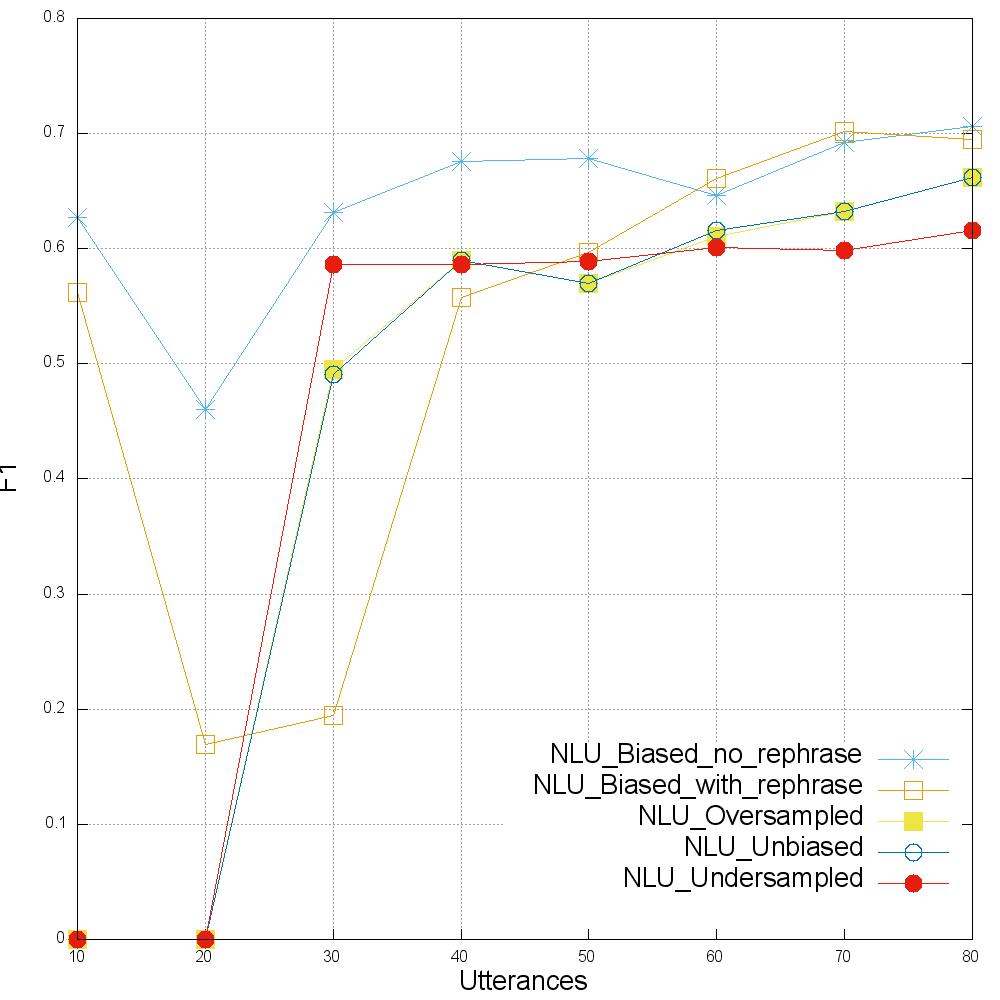 0.8
0.7
0.6
0.5
0.4
0.3
0.2
0.1
0
F1
10 20 30 40 50 60 70 80
Utterances
NLU_Biased_no_rephrase
NLU_Biased_with_rephrase
NLU_Oversampled
NLU_Unbiased
NLU_Undersampled